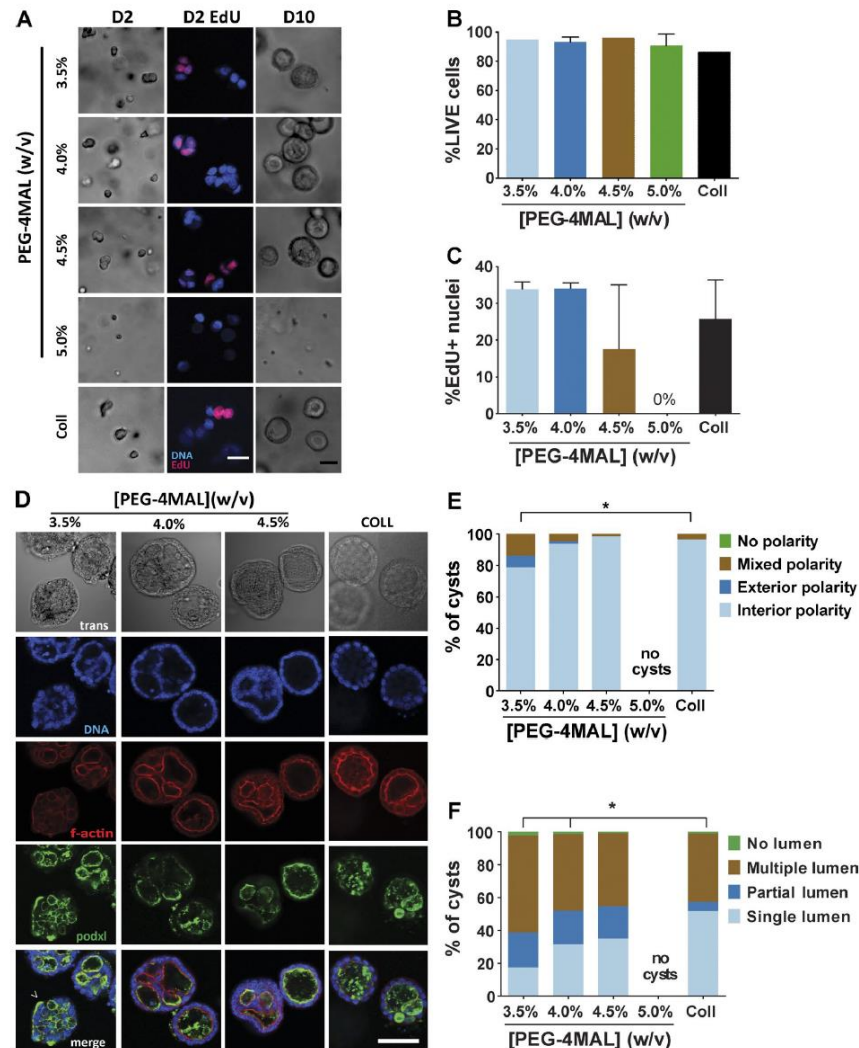 A
D2
D2 EdU
D10
PEG-4MAL (w/v)
3.5%
4.0%
4.5%
5.0%
Coll
DNA
EdU
B
%LIVE cells
100
80
60
40
20
0
3.5% 4.0% 4.5% 5.0% Coll
[PEG-4MAL] (w/v)
C
%EdU+ nuclei
40
30
20
10
0
0%
3.5% 4.0% 4.5% 5.0% Coll
[PEG-4MAL] (w/v)
D
[PEG-4MAL](w/v)
3.5% 4.0% 4.5% COLL
trans
DNA
f-actin
podxl
>
merge
E
% of cysts
100
80
60
40
20
0
*
no
cysts
No polarity
Mixed polarity
Exterior polarity
Interior polarity
3.5% 4.0% 4.5% 5.0% Coll
[PEG-4MAL] (w/v)
F
% of cysts
100
80
60
40
20
0
*
no
cysts
No lumen
Multiple lumen
Partial lumen
Single lumen
3.5% 4.0% 4.5% 5.0% Coll
[PEG-4MAL] (w/v)